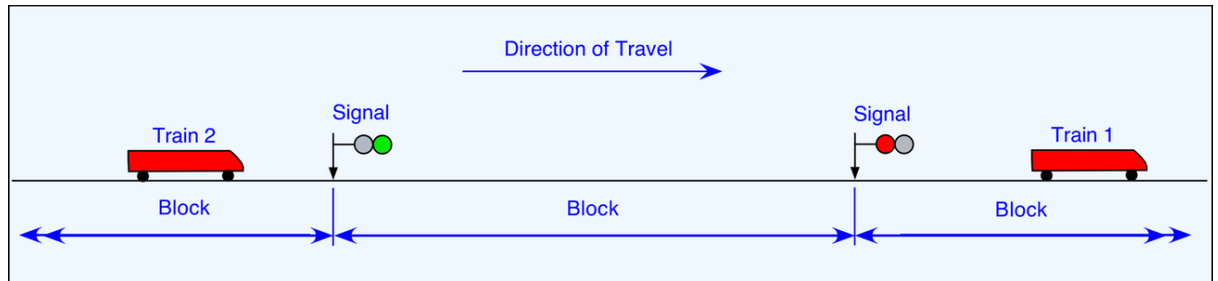 Direction of Travel
Signal
Signal
Train 2
Train 1
Block
Block
Block